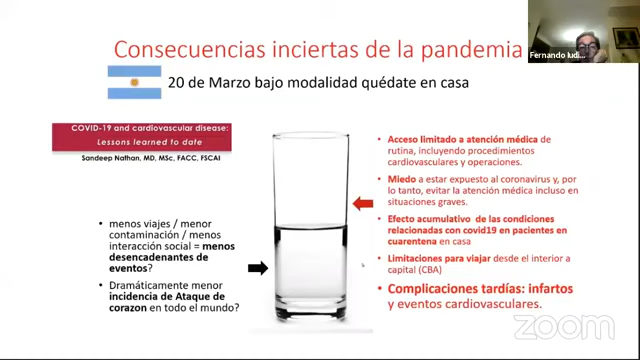 Consecuencias inciertas de la pandemia
20 de Marzo bajo modalidad quédate en casa
COVID-19 and cardiovascular disease:
Lessons learned to date
Sandeep Nathan, MD, MSc, FACC, FSCAI
• menos viajes / menor
contaminación / menos
interacción social = menos
desencadenantes de
eventos?
• Dramáticamente menor
incidencia de Ataque de
corazon en todo el mundo?
• Acceso limitado a atención médica de
rutina, incluyendo procedimientos
cardiovasculares y operaciones.
• Miedo a estar expuesto al coronavirus y, por
lo tanto, evitar la atención médica incluso en
situaciones graves.
• Efecto acumulativo de las condiciones
relacionadas con covid19 en pacientes en
cuarentena en casa
• Limitaciones para viajar desde el interior a
capital (CBA)
• Complicaciones tardías: infartos
y eventos cardiovasculares.
Fernando Iudi...
zoom